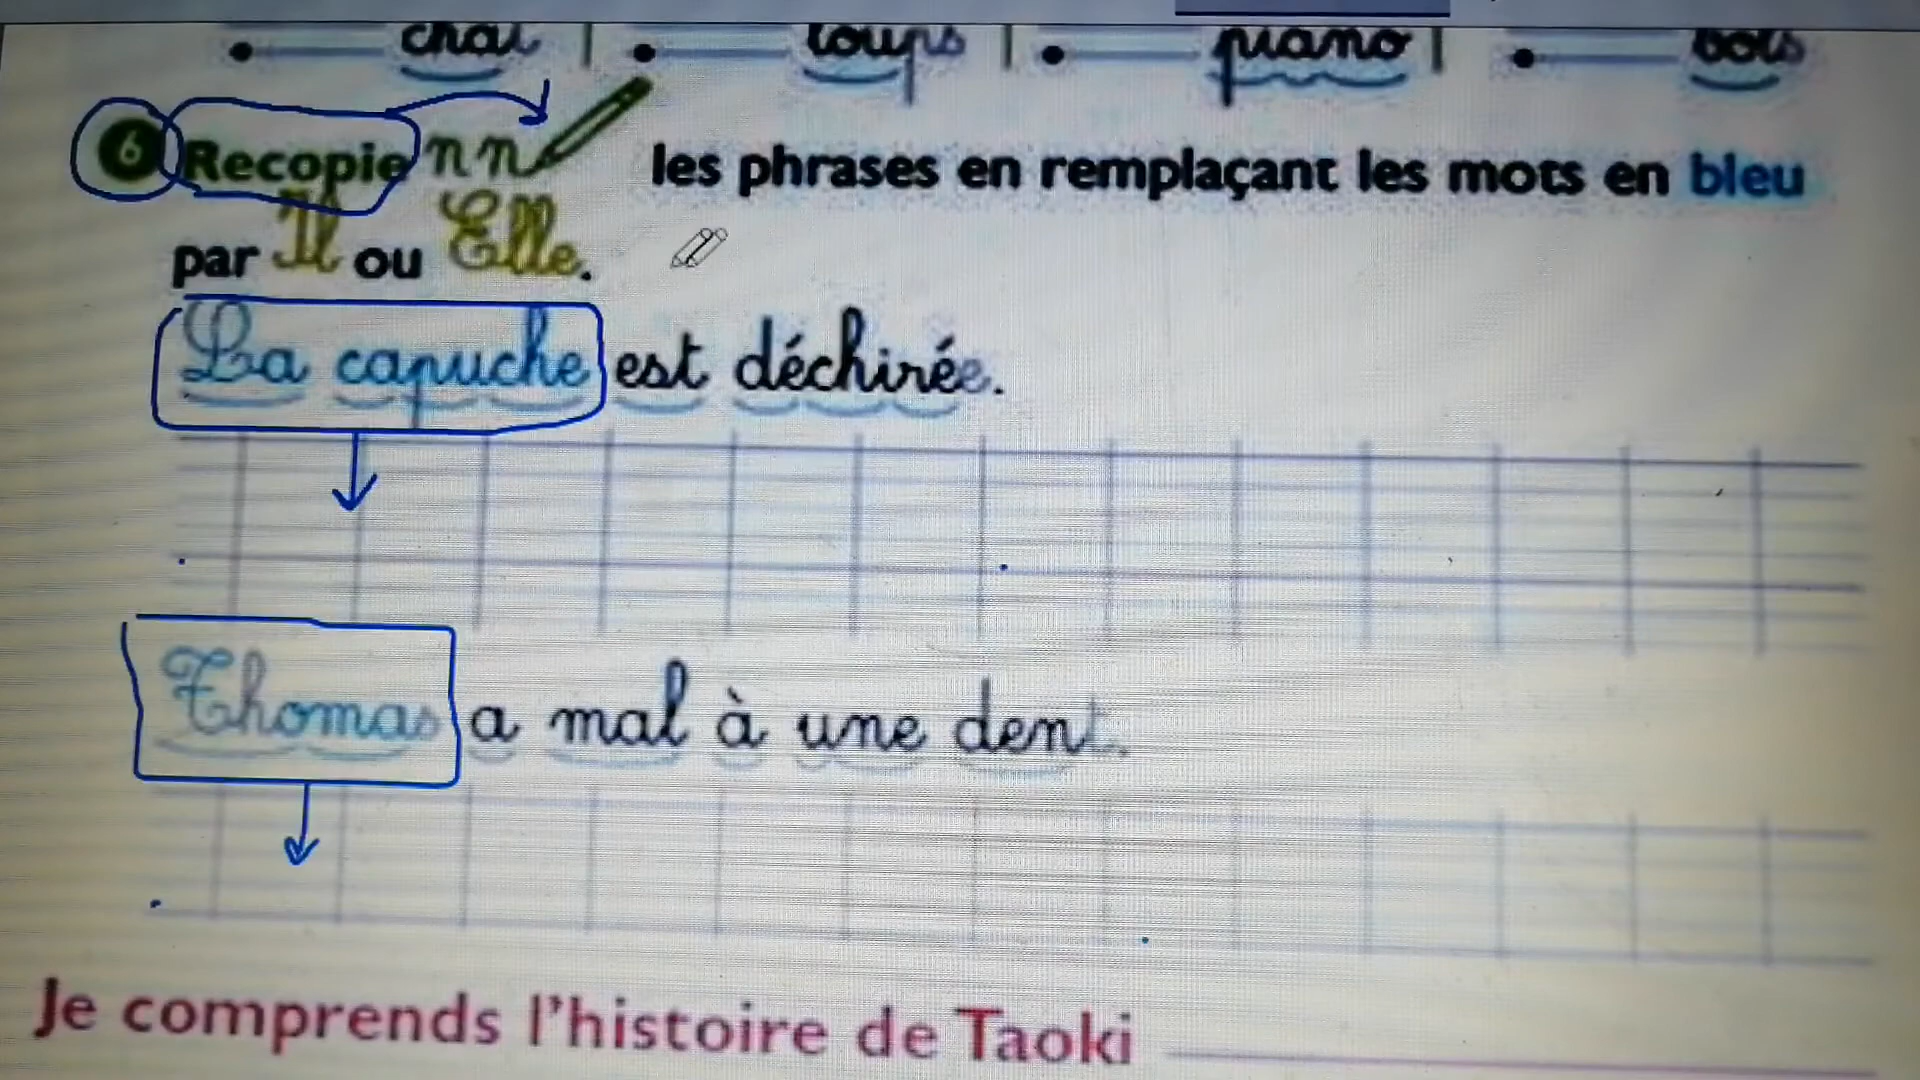 chat loups piano bols
6 Recopie nn les phrases en remplaçant les mots en bleu
par Il ou Elle.
La capuche est déchirée.
Thomas a mal à une dent.
Je comprends l'histoire de Taoki